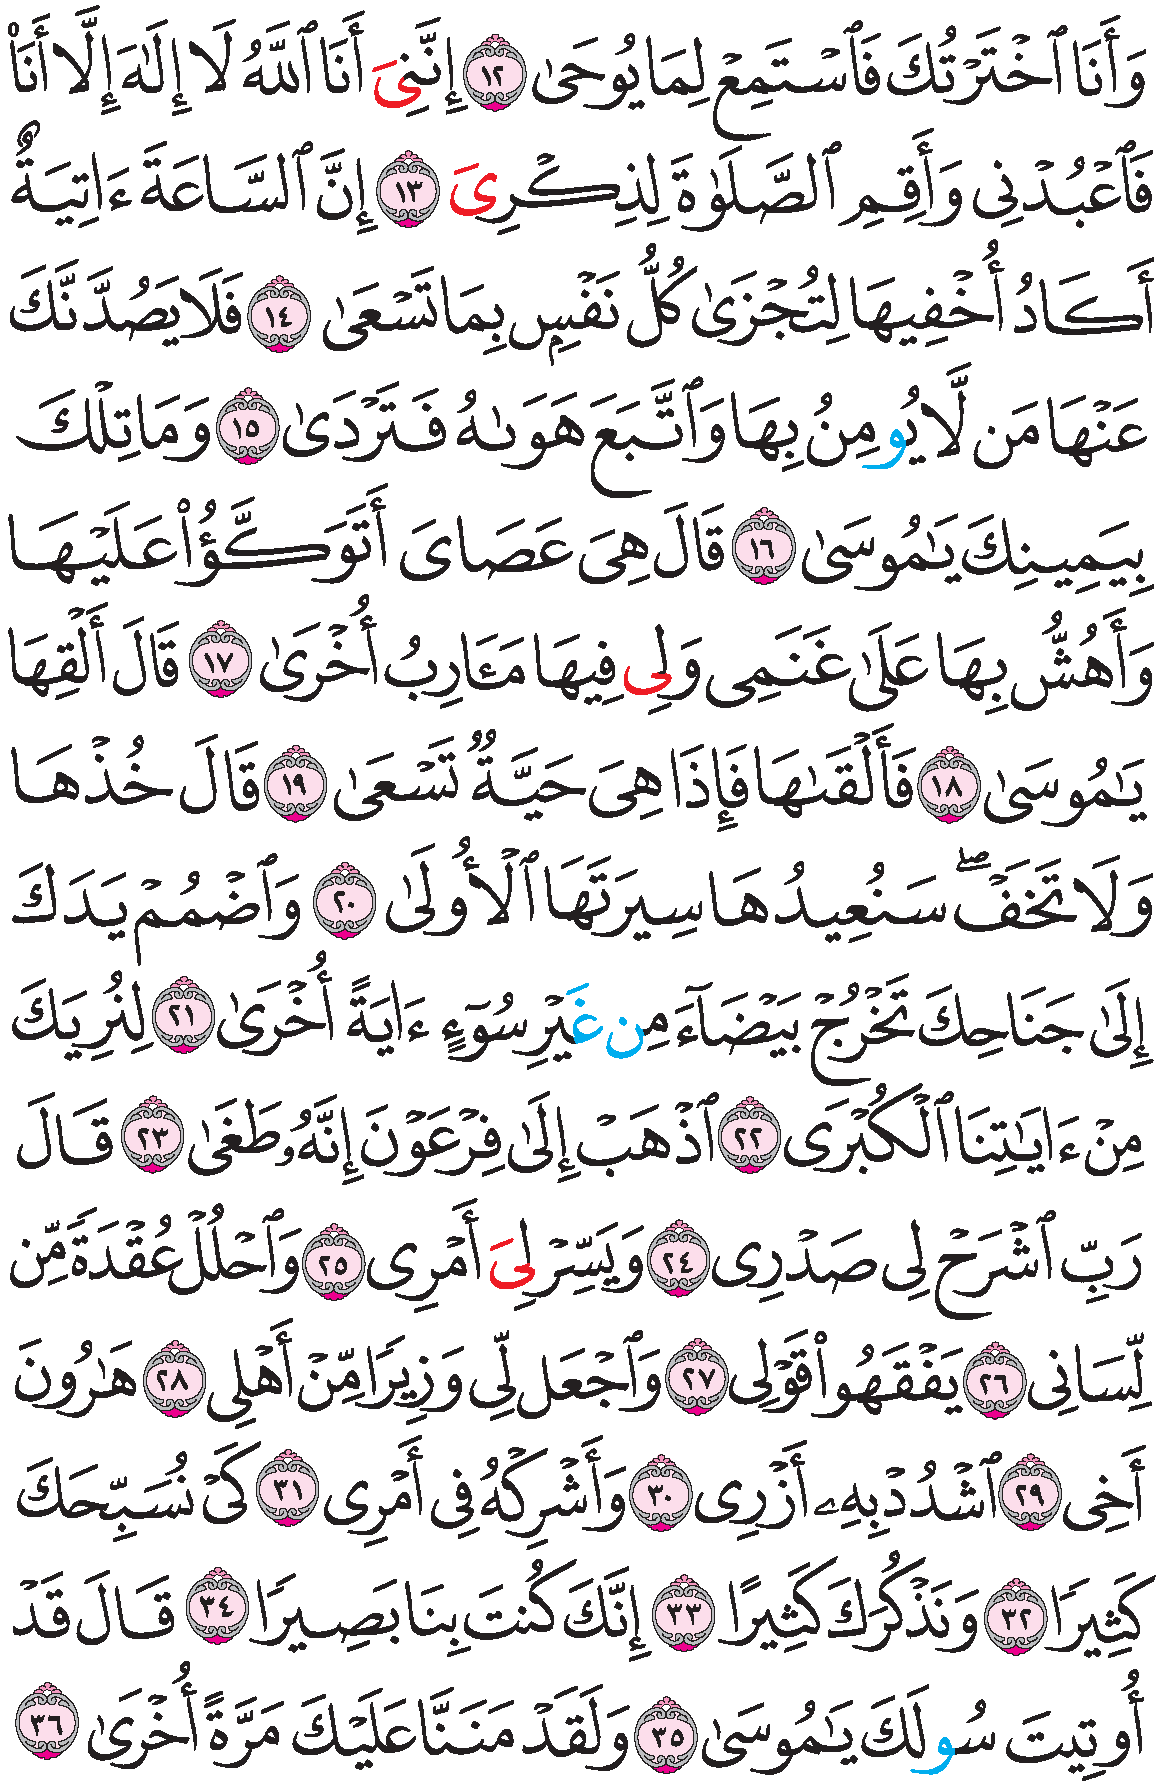 وَأَنَا ٱخْتَرْتُكَ فَٱسْتَمِعْ لِمَا يُوحَىٰ ١٢ إِنَّنِىَ أَنَا ٱللَّهُ لَا إِلَٰهَ إِلَّا أَنَا۠
فَٱعْبُدْنِى وَأَقِمِ ٱلصَّلَوٰةَ لِذِكْرِىَ ١٣ إِنَّ ٱلسَّاعَةَ ءَاتِيَةٌ
أَكَادُ أُخْفِيهَا لِتُجْزَىٰ كُلُّ نَفْسٍۭ بِمَا تَسْعَىٰ ١٤ فَلَا يَصُدَّنَّكَ
عَنْهَا مَن لَّا يُومِنُ بِهَا وَٱتَّبَعَ هَوَىٰهُ فَتَرْدَىٰ ١٥ وَمَا تِلْكَ
بِيَمِينِكَ يَٰمُوسَىٰ ١٦ قَالَ هِىَ عَصَاىَ أَتَوَكَّؤُا۟ عَلَيْهَا
وَأَهُشُّ بِهَا عَلَىٰ غَنَمِى وَلِى فِيهَا مَـَٔارِبُ أُخْرَىٰ ١٧ قَالَ أَلْقِهَا
يَٰمُوسَىٰ ١٨ فَأَلْقَىٰهَا فَإِذَا هِىَ حَيَّةٌ تَسْعَىٰ ١٩ قَالَ خُذْهَا
وَلَا تَخَفْ ۖ سَنُعِيدُهَا سِيرَتَهَا ٱلْأُولَىٰ ٢٠ وَٱضْمُمْ يَدَكَ
إِلَىٰ جَنَاحِكَ تَخْرُجْ بَيْضَآءَ مِن غَيْرِ سُوٓءٍ ءَايَةً أُخْرَىٰ ٢١ لِنُرِيَكَ
مِنْ ءَايَٰتِنَا ٱلْكُبْرَى ٢٢ ٱذْهَبْ إِلَىٰ فِرْعَوْنَ إِنَّهُۥ طَغَىٰ ٢٣ قَالَ
رَبِّ ٱشْرَحْ لِى صَدْرِى ٢٤ وَيَسِّرْ لِىَ أَمْرِى ٢٥ وَٱحْلُلْ عُقْدَةً مِّن
لِّسَانِى ٢٦ يَفْقَهُوا۟ قَوْلِى ٢٧ وَٱجْعَل لِّى وَزِيرًا مِّنْ أَهْلِى ٢٨ هَٰرُونَ
أَخِى ٢٩ ٱشْدُدْ بِهِۦ أَزْرِى ٣٠ وَأَشْرِكْهُ فِى أَمْرِى ٣١ كَىْ نُسَبِّحَكَ
كَثِيرًا ٣٢ وَنَذْكُرَكَ كَثِيرًا ٣٣ إِنَّكَ كُنتَ بِنَا بَصِيرًا ٣٤ قَالَ قَدْ
أُوتِيتَ سُولَكَ يَٰمُوسَىٰ ٣٥ وَلَقَدْ مَنَنَّا عَلَيْكَ مَرَّةً أُخْرَىٰ ٣٦